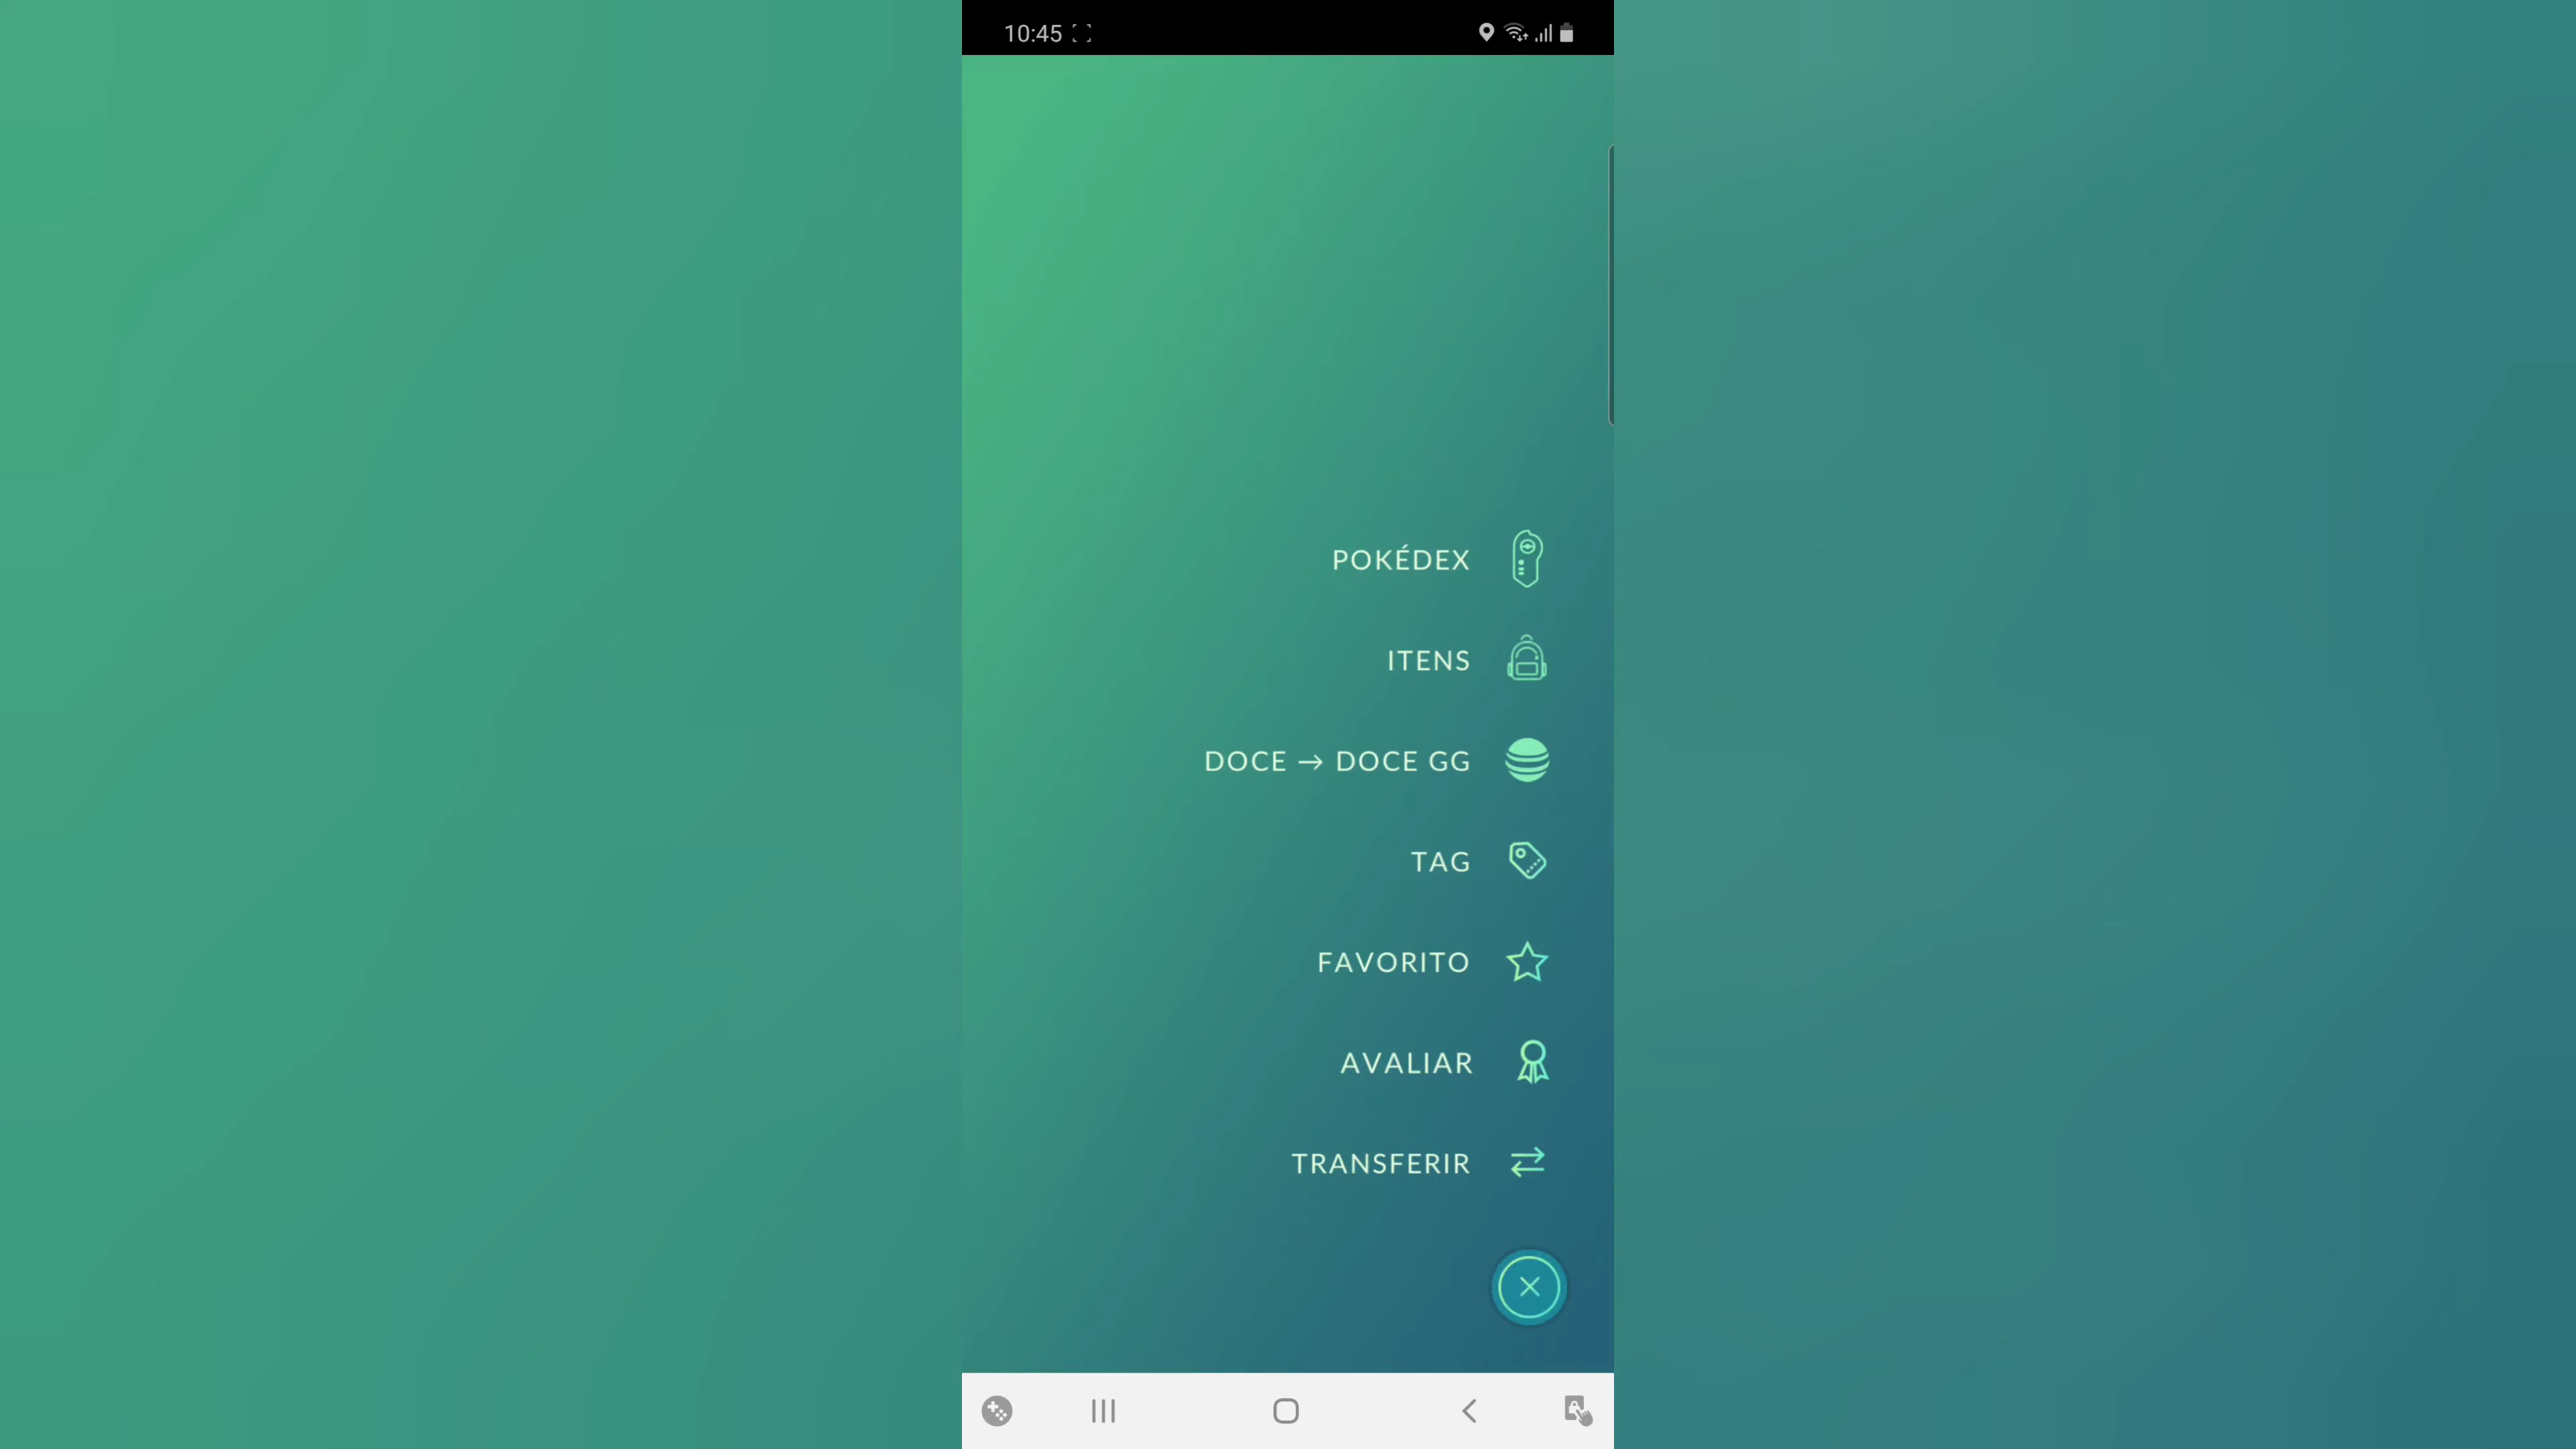 10:45
POKÉDEX
ITENS
DOCE → DOCE GG
TAG
FAVORITO
AVALIAR
TRANSFERIR